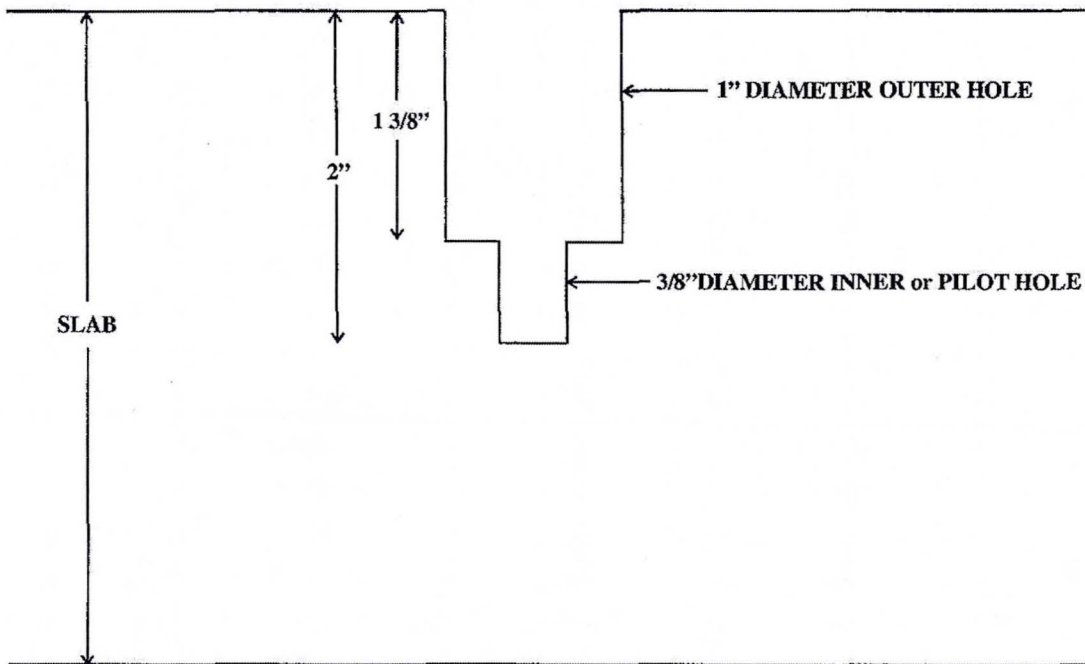 1” DIAMETER OUTER HOLE
1 3/8”
2”
3/8”DIAMETER INNER or PILOT HOLE
SLAB